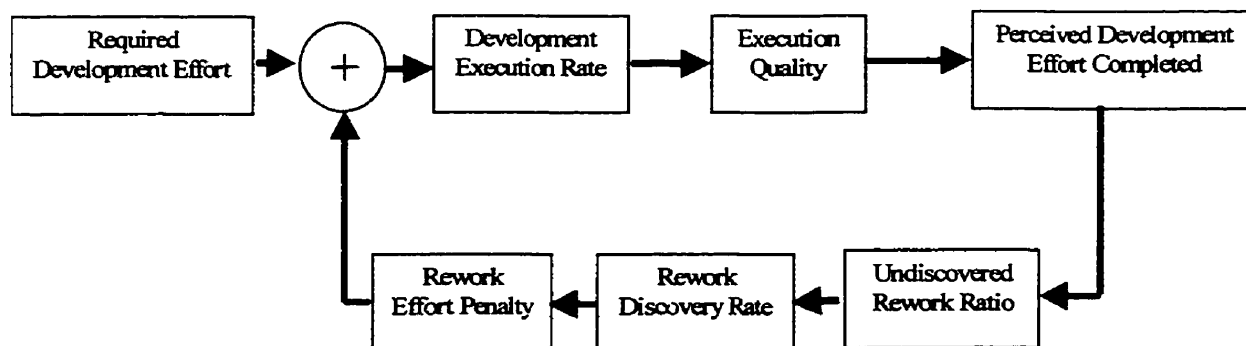 Required
Development Effort
+
Development
Execution Rate
Execution
Quality
Perceived Development
Effort Completed
Rework
Effort Penalty
Rework
Discovery Rate
Undiscovered
Rework Ratio